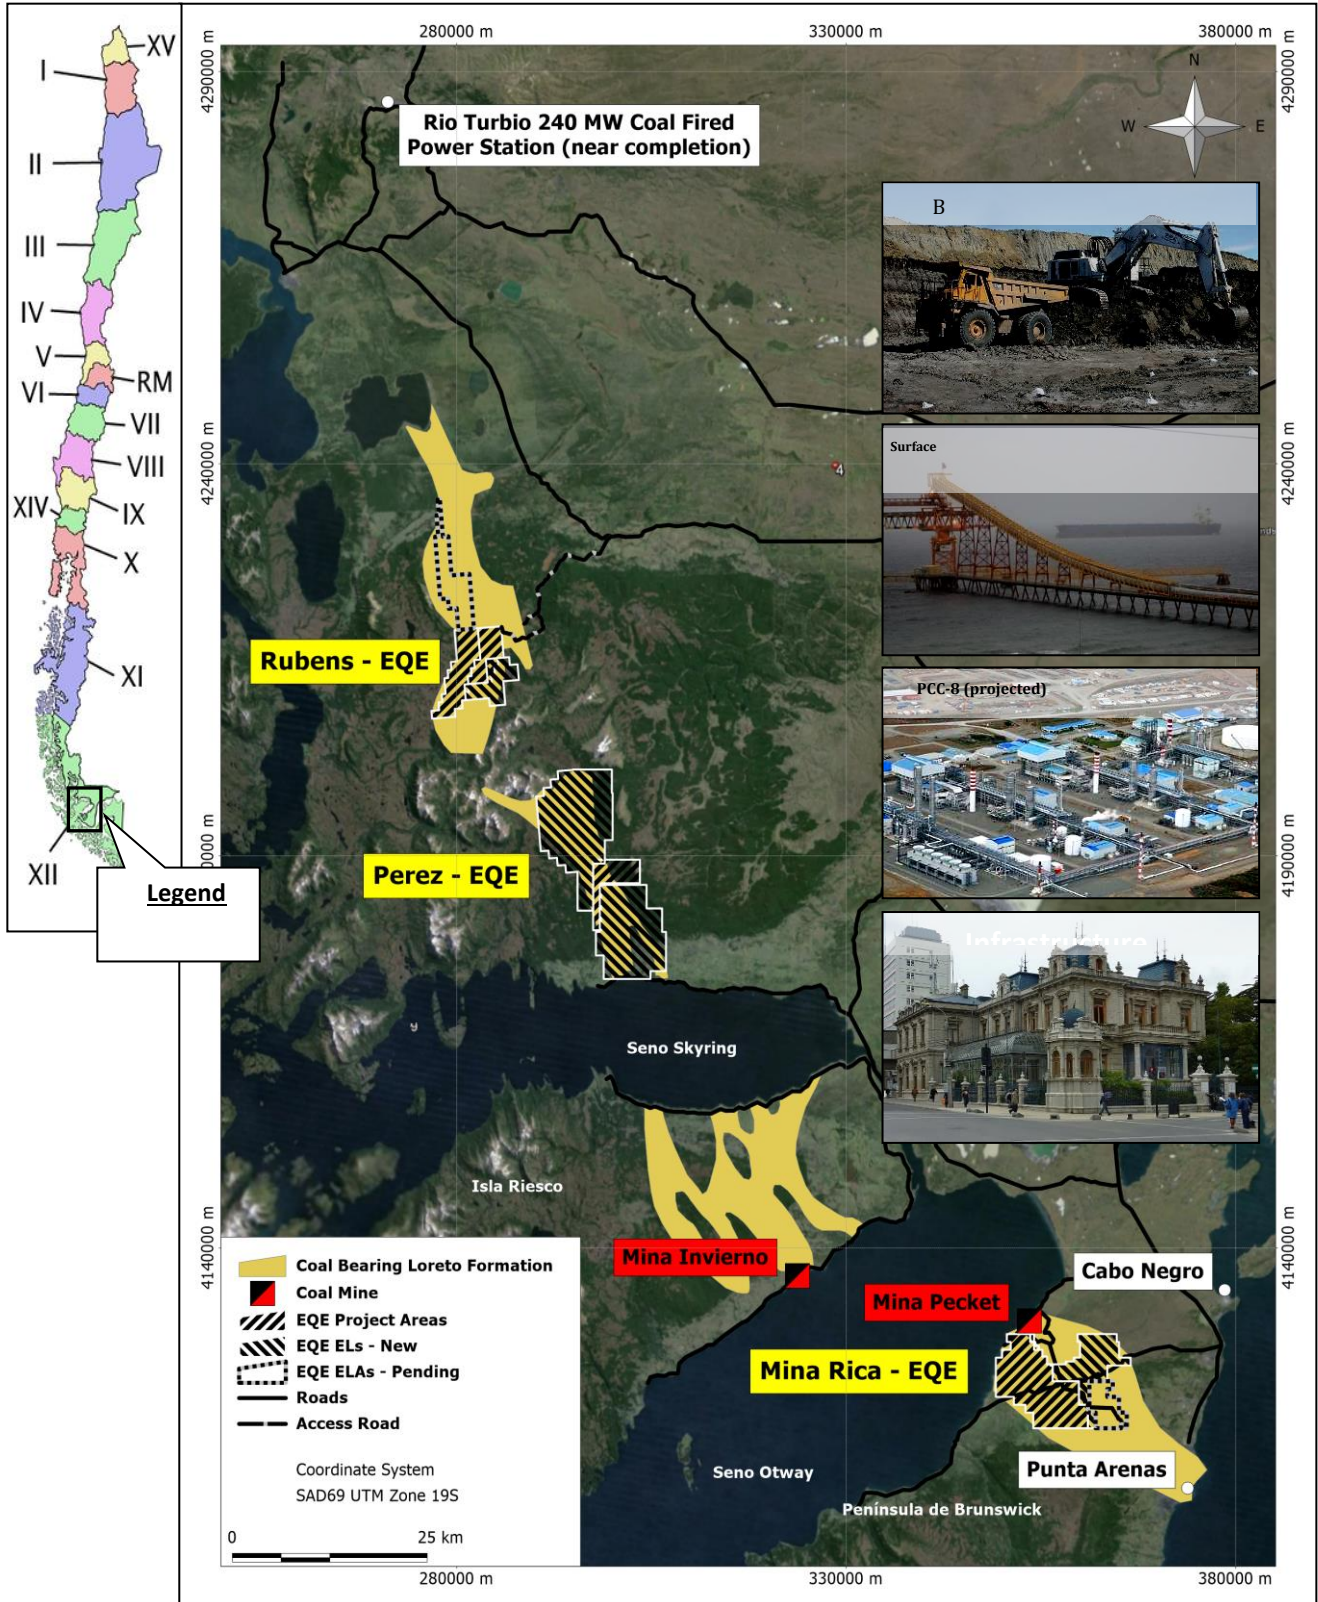 XV
I
II
III
IV
V
RM
VI
VII
VIII
XIV
IX
X
XI
XII
Legend
280000 m
330000 m
380000 m
4290000 m
4290000 m
N
W
E
S
Rio Turbio 240 MW Coal Fired
Power Station (near completion)
B
Surface
4240000 m
4240000 m
4
Rubens - EQE
PCC-8 (projected)
Perez - EQE
4190000 m
Infrastructure
Seno Skyring
Isla Riesco
Mina Invierno
4140000 m
4140000 m
Cabo Negro
Mina Pecket
Mina Rica - EQE
Punta Arenas
Seno Otway
Península de Brunswick
Coal Bearing Loreto Formation
Coal Mine
EQE Project Areas
EQE ELs - New
EQE ELAs - Pending
Roads
Access Road
Coordinate System
SAD69 UTM Zone 19S
0
25 km
280000 m
330000 m
380000 m